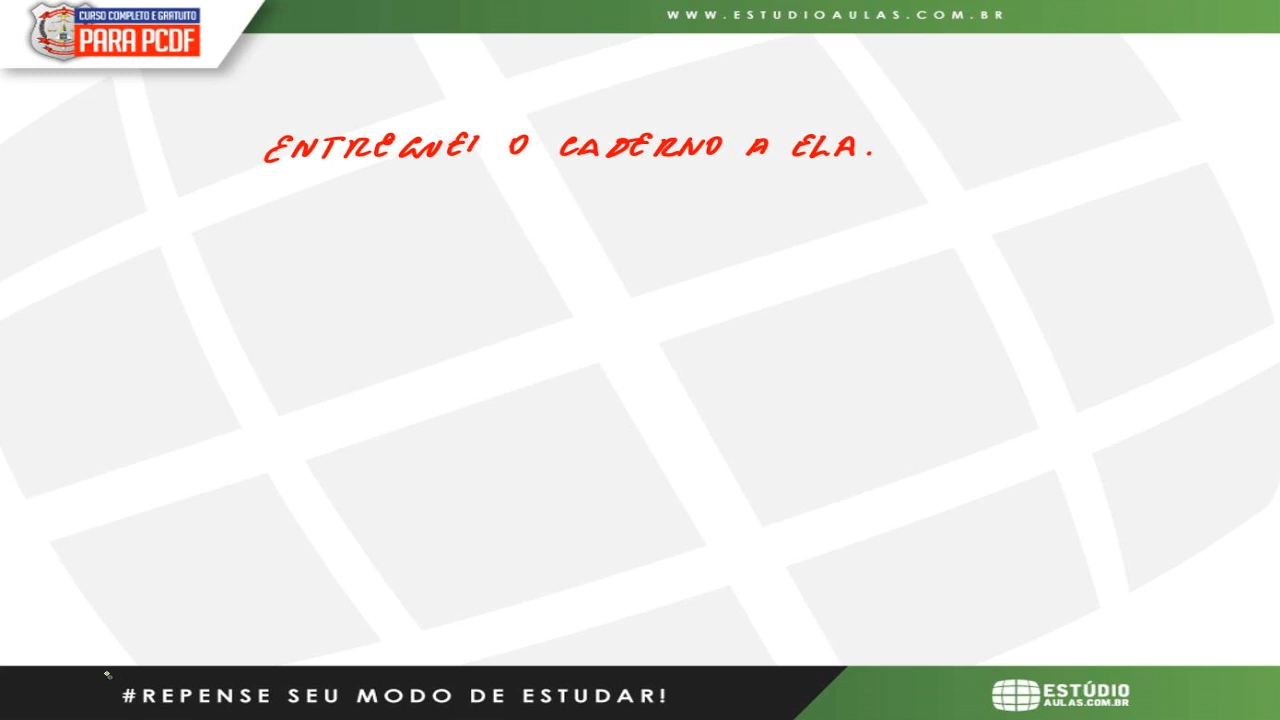 CURSO COMPLETO E GRATUITO
PARA PCDF
WWW.ESTUDIOAULAS.COM.BR
ENTREGUEI O CADERNO A ELA.
#REPENSE SEU MODO DE ESTUDAR!
ESTÚDIO
AULAS.COM.BR